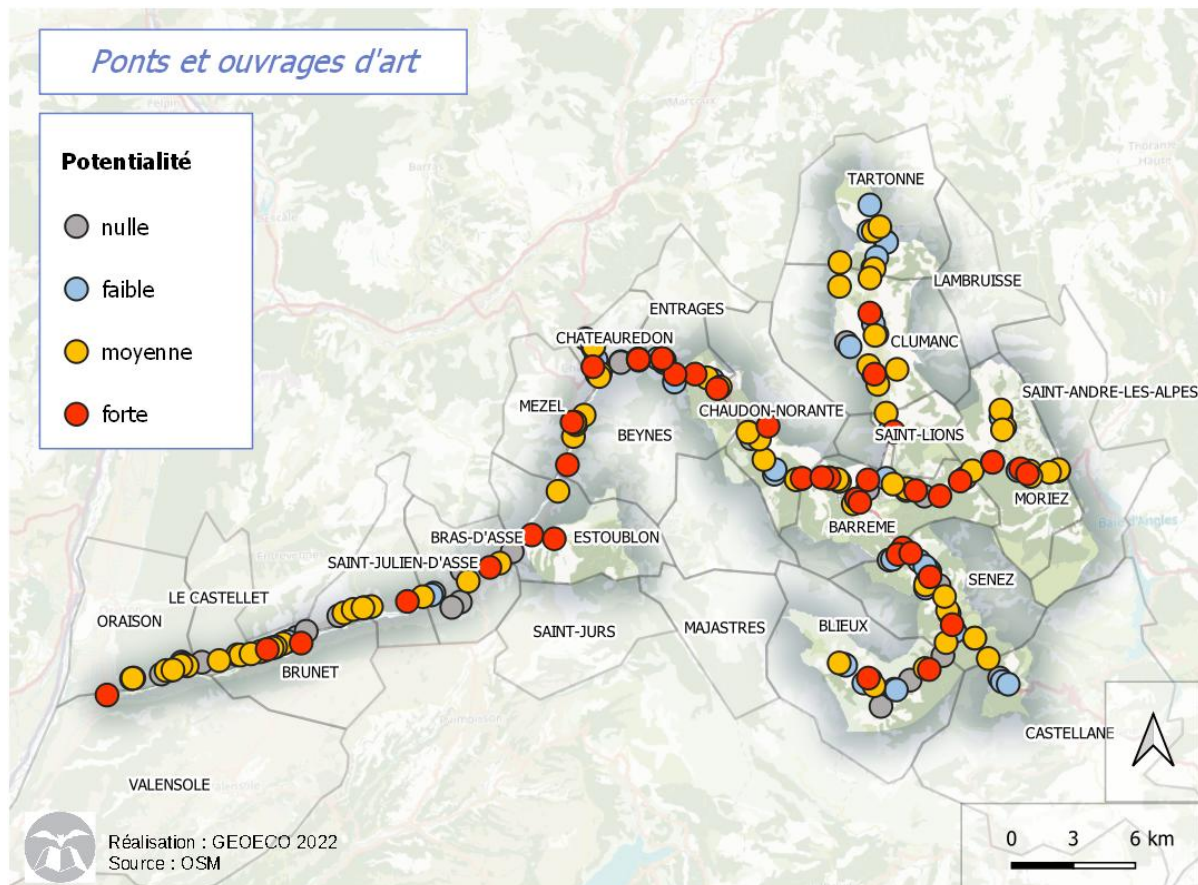 Ponts et ouvrages d'art
Potentialité
nulle
faible
moyenne
forte
TARTONNE
LAMBRUISSE
ENTRAGES
CHATEAUREDON
CLUMANC
SAINT-ANDRE-LES-ALPES
MEZEL
CHAUDON-NORANTE
BEYNES
SAINT-LIONS
MORIEZ
BARREME
BRAS-D'ASSE
ESTOUBLON
SAINT-JULIEN-D'ASSE
SENEZ
LE CASTELLET
ORAISON
SAINT-JURS
MAJASTRES
BLIEUX
BRUNET
CASTELLANE
VALENSOLE
Réalisation : GEOECO 2022
Source : OSM
0 3 6 km